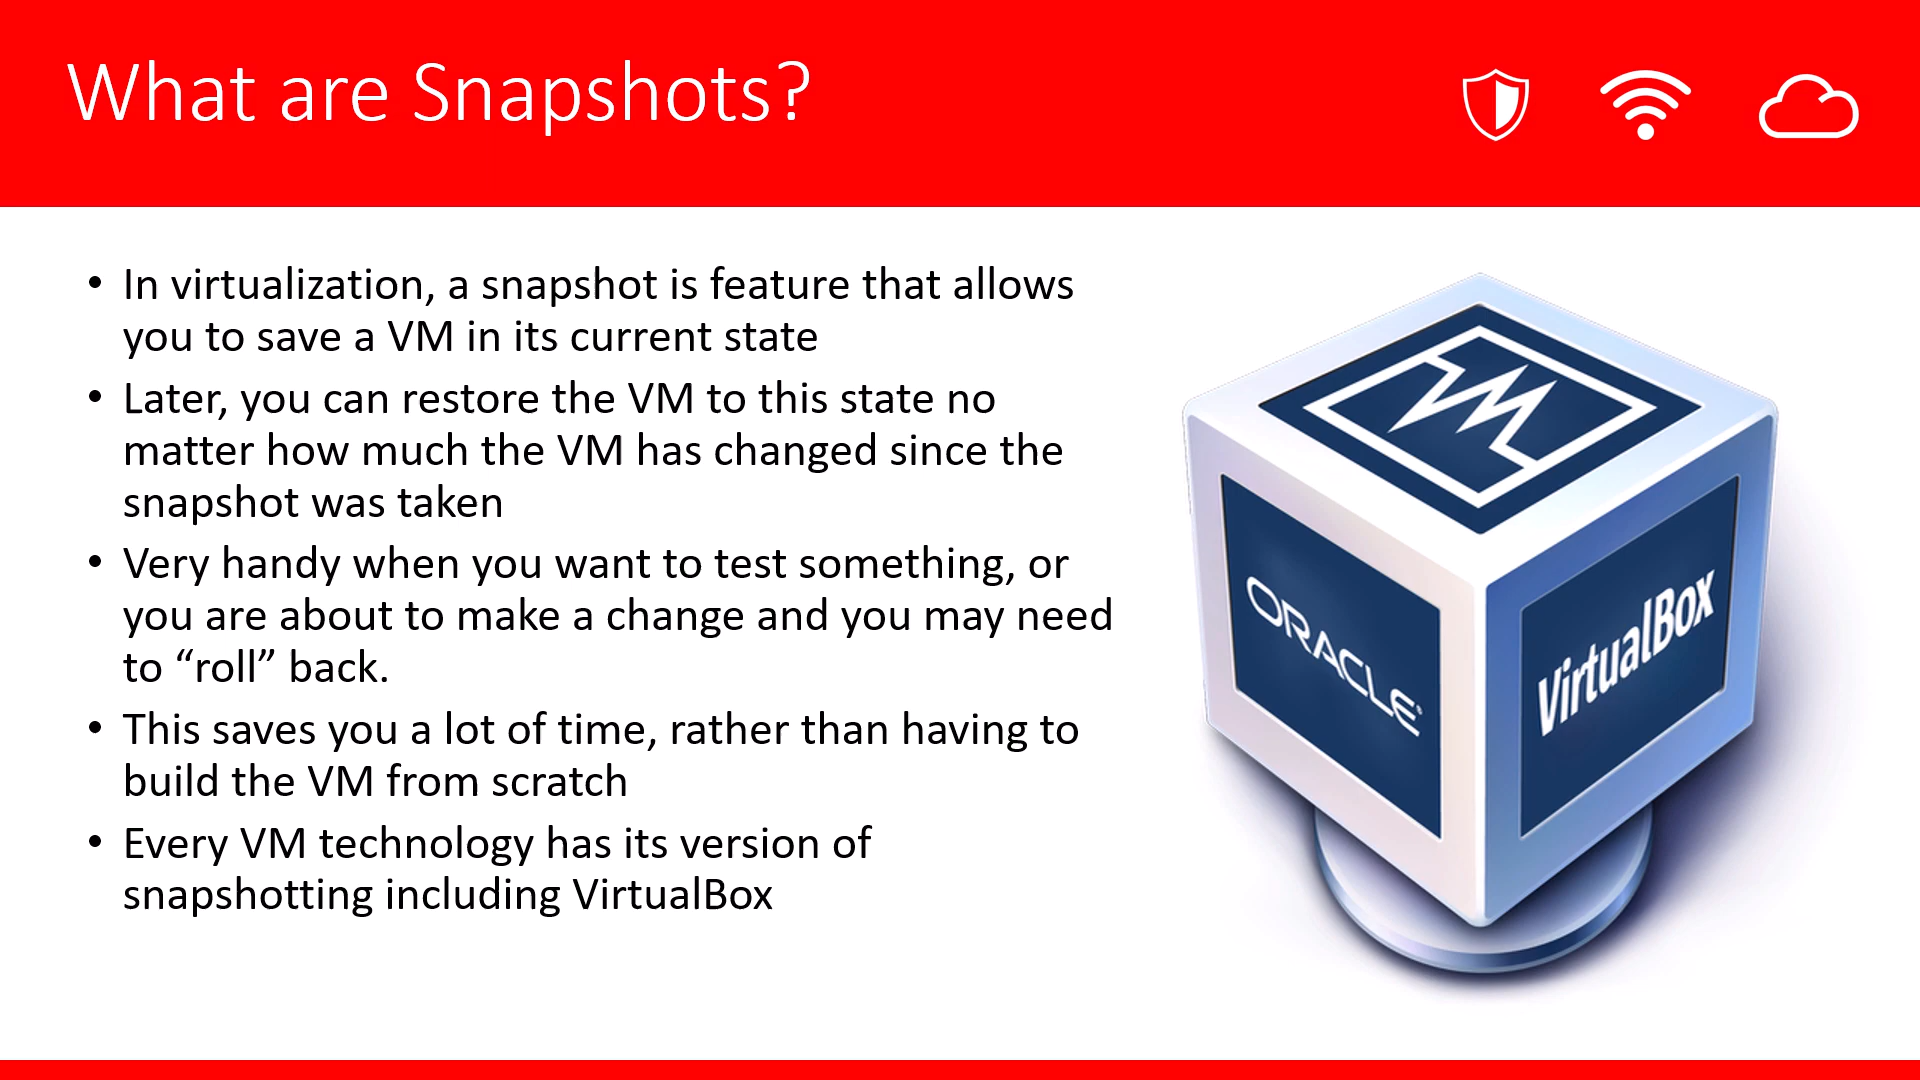 What are Snapshots?
• In virtualization, a snapshot is feature that allows
you to save a VM in its current state
• Later, you can restore the VM to this state no
matter how much the VM has changed since the
snapshot was taken
• Very handy when you want to test something, or
you are about to make a change and you may need
to “roll” back.
• This saves you a lot of time, rather than having to
build the VM from scratch
• Every VM technology has its version of
snapshotting including VirtualBox
ORACLE®
VirtualBox